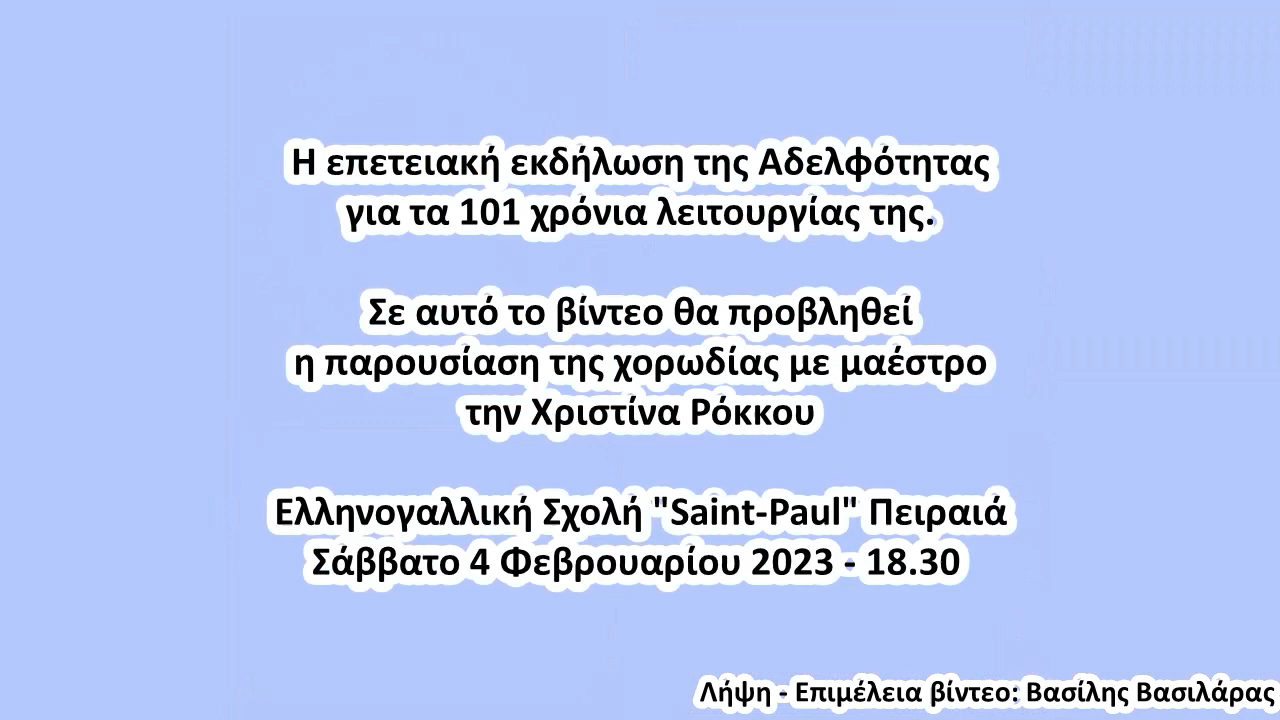 Η επετειακή εκδήλωση της Αδελφότητας
για τα 101 χρόνια λειτουργίας της.
Σε αυτό το βίντεο θα προβληθεί
η παρουσίαση της χορωδίας με μαέστρο
την Χριστίνα Ρόκκου
Ελληνογαλλική Σχολή "Saint-Paul" Πειραιά
Σάββατο 4 Φεβρουαρίου 2023 - 18.30
Λήψη - Επιμέλεια βίντεο: Βασίλης Βασιλάρας